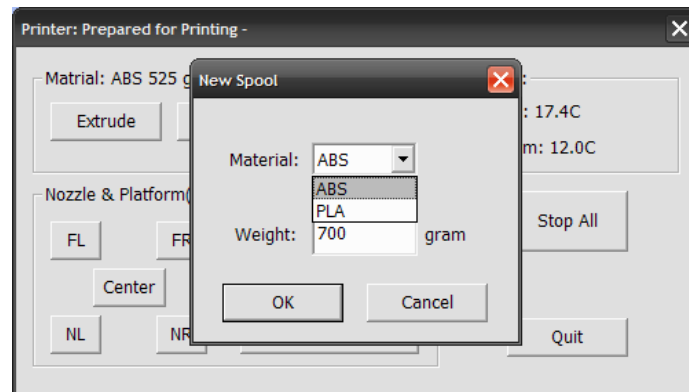 Printer: Prepared for Printing -
Matrial: ABS 525 g
New Spool
Extrude
: 17.4C
m: 12.0C
Material: ABS
ABS
PLA
Weight: 700 gram
Nozzle & Platform(
FL
FR
Stop All
Center
OK
Cancel
NL
NR
Quit